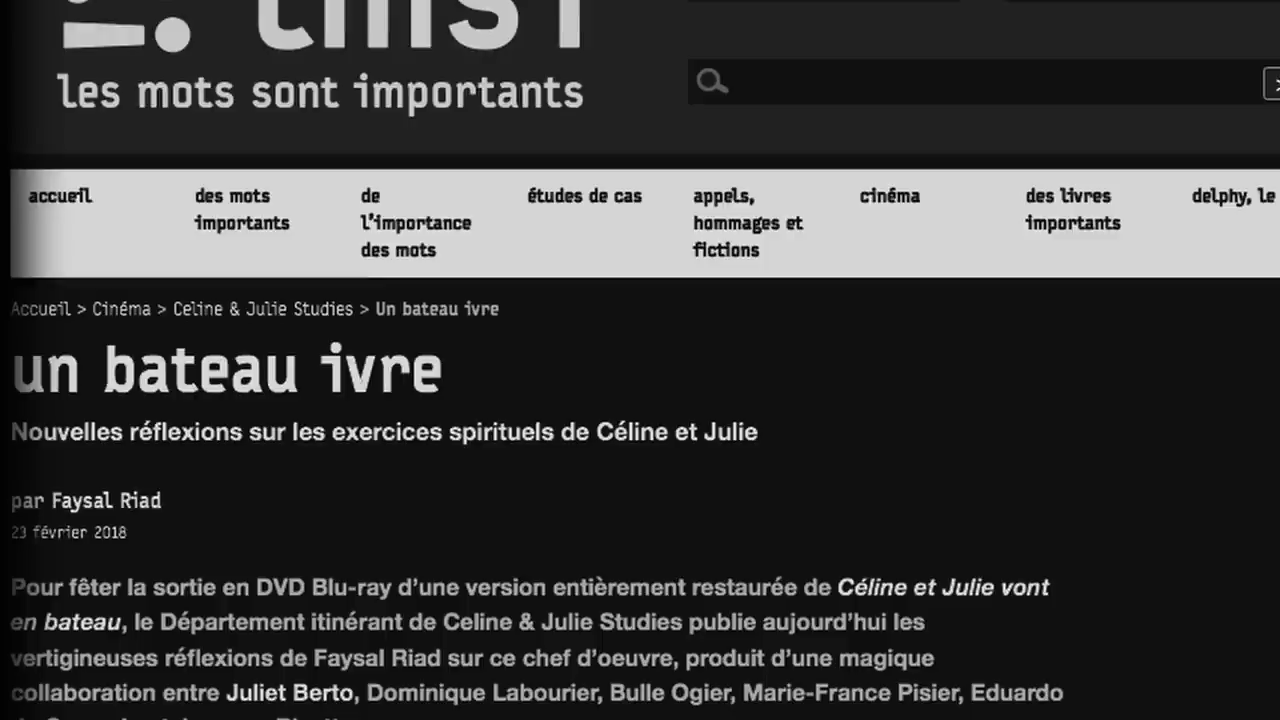 les mots sont importants
accueil
des mots
importants
de
l'importance
des mots
études de cas
appels,
hommages et
fictions
cinéma
des livres
importants
delphy, le
Accueil > Cinéma > Celine & Julie Studies > Un bateau ivre
un bateau ivre
Nouvelles réflexions sur les exercices spirituels de Céline et Julie
par Faysal Riad
23 février 2018
Pour fêter la sortie en DVD Blu-ray d’une version entièrement restaurée de Céline et Julie vont
en bateau, le Département itinérant de Celine & Julie Studies publie aujourd’hui les
vertigineuses réflexions de Faysal Riad sur ce chef d’oeuvre, produit d’une magique
collaboration entre Juliet Berto, Dominique Labourier, Bulle Ogier, Marie-France Pisier, Eduardo